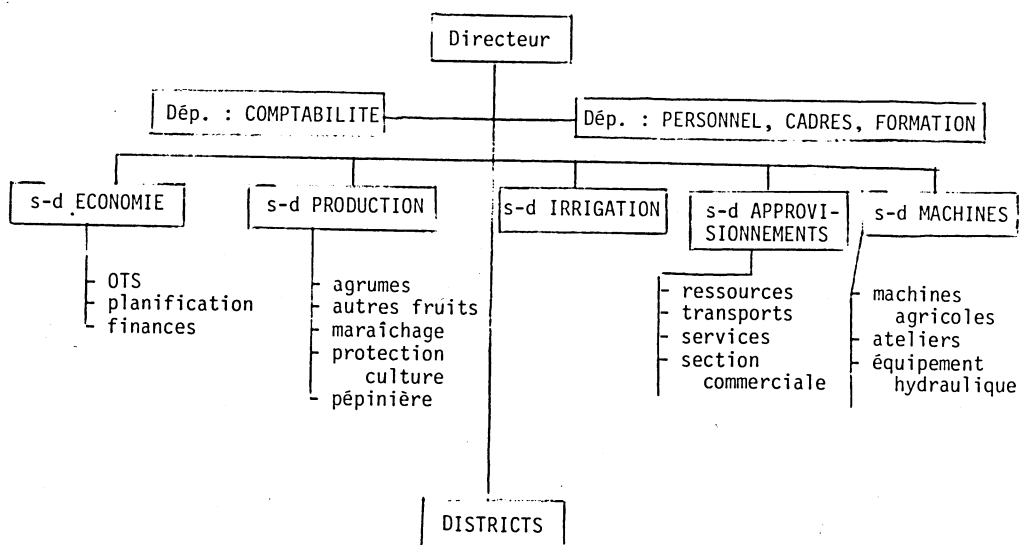 Directeur
Dép. : COMPTABILITE
Dép. : PERSONNEL, CADRES, FORMATION
s-d ECONOMIE
s-d PRODUCTION
s-d IRRIGATION
s-d APPROVI-
SIONNEMENTS
s-d MACHINES
- OTS
- planification
- finances
- agrumes
- autres fruits
- maraîchage
- protection
culture
- pépinière
- ressources
- transports
- services
- section
commerciale
- machines
agricoles
- ateliers
- équipement
hydraulique
DISTRICTS